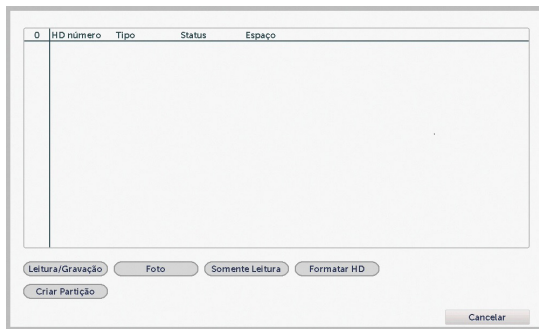 0 HD número Tipo Status Espaço
Leitura/Gravação Foto Somente Leitura Formatar HD
Criar Partição
Cancelar